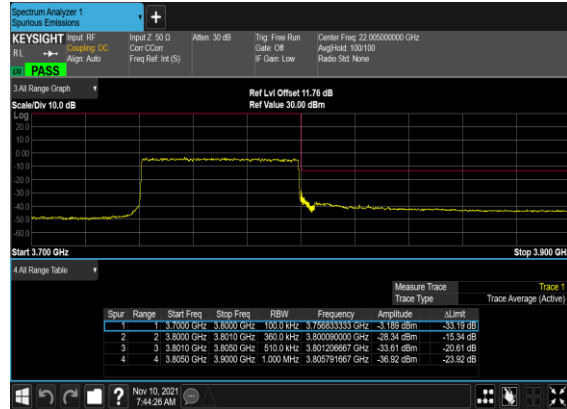 Spectrum Analyzer 1
Spurious Emissions
+
KEYSIGHT Input: RF Input Z: 50 Ω Atten: 30 dB Trig: Free Run Center Freq: 22.005000000 GHz
RL Coupling: DC Corr CCorr Gate: Off Avg|Hold: 100/100
Align: Auto Freq Ref: Int (S) IF Gain: Low Radio Std: None
PASS
3 All Range Graph
Ref Lvl Offset 11.76 dB
Scale/Div 10.0 dB Ref Value 30.00 dBm
Log
20.0
10.0
0.00
-10.0
-20.0
-30.0
-40.0
-50.0
-60.0
Start 3.700 GHz Stop 3.900 GH
4 All Range Table
Measure Trace Trace 1
Trace Type Trace Average (Active)
Spur Range Start Freq Stop Freq RBW Frequency Amplitude ΔLimit
1 1 3.7000 GHz 3.8000 GHz 100.0 kHz 3.756833333 GHz -3.189 dBm -33.19 dB
2 2 3.8000 GHz 3.8010 GHz 360.0 kHz 3.800090000 GHz -28.34 dBm -15.34 dB
3 3 3.8010 GHz 3.8050 GHz 510.0 kHz 3.801206667 GHz -33.61 dBm -20.61 dB
4 4 3.8050 GHz 3.9000 GHz 1.000 MHz 3.805791667 GHz -36.92 dBm -23.92 dB
? Nov 10, 2021
7:44:26 AM